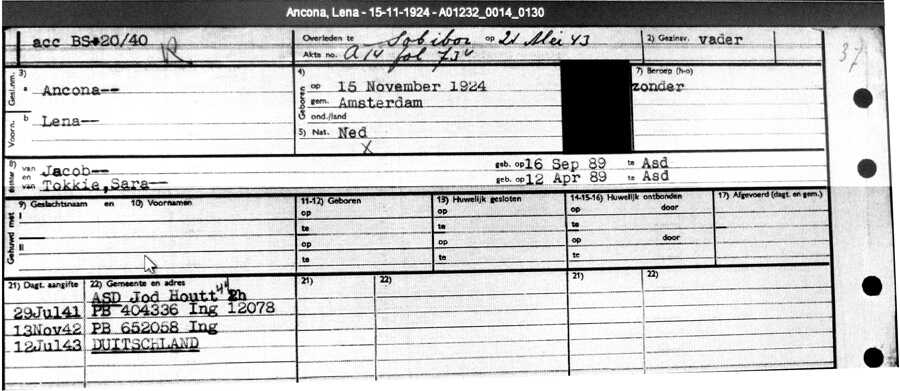 Ancona, Lena - 15-11-1924 - A01232_0014_0130
acc BS*20/40
R
Overleden te Sobibor op 21 Mei 43
Akte no. A 14 fol 73v
2) Gezinsv. vader
37
Gesl.nm.
3)
a Ancona--
Voorn.
b Lena--
4)
Geboren
op 15 November 1924
gem. Amsterdam
ond./land
5) Nat. Ned
X
7) Beroep (h-o)
zonder
van Jacob-- geb. op 16 Sep 89 te Asd
en
van Tokkie,Sara-- geb. op 12 Apr 89 te Asd
Gehuwd met
9) Geslachtsnaam en 10) Voornamen
I
II
11-12) Geboren
op
te
op
te
13) Huwelijk gesloten
op
te
op
te
14-15-16) Huwelijk ontbonden
op door
te
op door
te
17) Afgevoerd (dagt. en gem.)
21) Dagt. aangifte 22) Gemeente en adres
21) 22)
21) 22)
ASD Jod Houtt 44 2h
29Jul41 PB 404336 Ing 12078
13Nov42 PB 652058 Ing
12Jul43 DUITSCHLAND